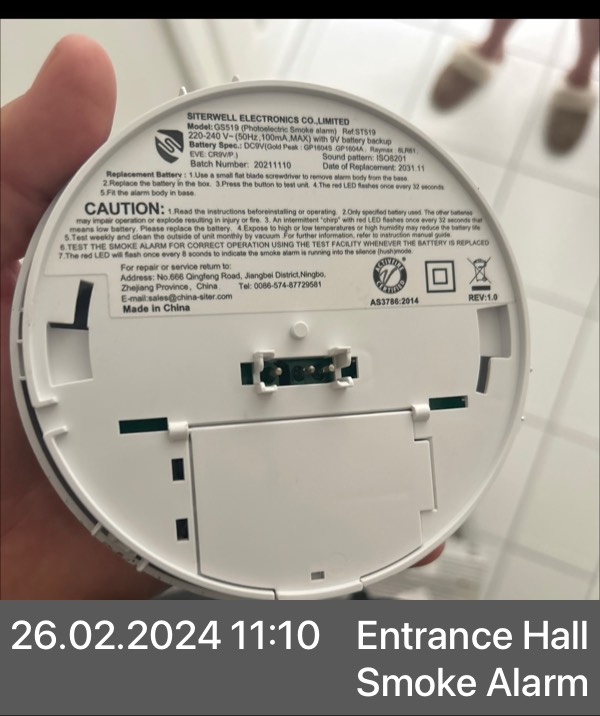 SITERWELL ELECTRONICS CO.,LIMITED
Model: GS519 (Photoelectric Smoke alarm) Ref:ST519
220-240 V~(50Hz,100mA,MAX) with 9V battery backup
Battery Spec.: DC9V(Gold Peak : GP1604S ,GP1604A ; Raymax : 6LR61 ;
EVE: CR9V/P ) Sound pattern: ISO8201
Batch Number: 20211110 Date of Replacement: 2031.11
Replacement Battery : 1.Use a small flat blade screwdriver to remove alarm body from the base.
2.Replace the battery in the box. 3.Press the button to test unit. 4.The red LED flashes once every 32 seconds
5.Fit the alarm body in base.
CAUTION: 1.Read the instructions beforeinstalling or operating. 2.Only specified battery used. The other batteries
may impair operation or explode resulting in injury or fire. 3. An intermittent "chirp" with red LED flashes once every 32 seconds that
means low battery. Please replace the battery. 4.Expose to high or low temperatures or high humidity may reduce the battery life
5.Test weekly and clean the outside of unit monthly by vacuum .For further information, refer to instruction manual guide.
6.TEST THE SMOKE ALARM FOR CORRECT OPERATION USING THE TEST FACILITY WHENEVER THE BATTERY IS REPLACED
7.The red LED will flash once every 8 seconds to indicate the smoke alarm is running into the silence (hush)mode.
For repair or service return to:
Address: No.666 Qingfeng Road, Jiangbei District,Ningbo,
Zhejiang Province , China Tel: 0086-574-87729581
E-mail:sales@china-siter.com
Made in China
ACTIVFIRE CERTIFIED
AS3786:2014
REV:1.0
26.02.2024 11:10 Entrance Hall
Smoke Alarm